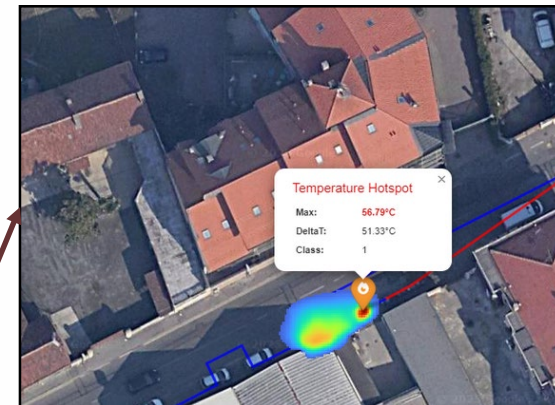 Temperature Hotspot
×
Max: 56.79°C
DeltaT: 51.33°C
Class: 1